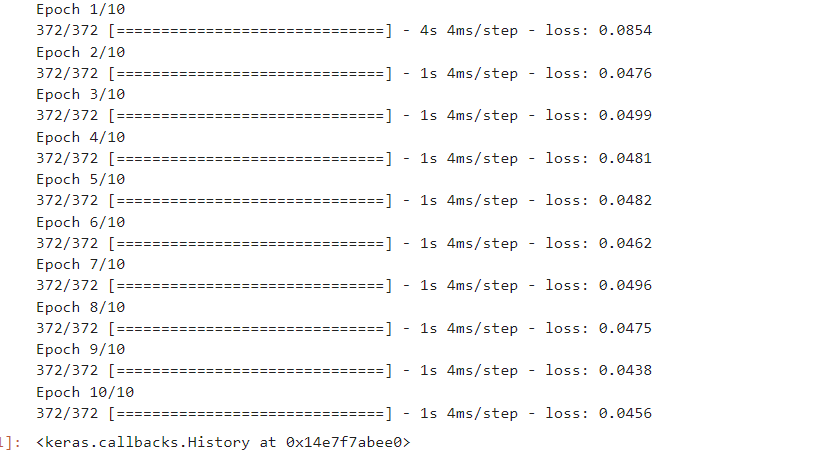 Epoch 1/10
372/372 [==============================] - 4s 4ms/step - loss: 0.0854
Epoch 2/10
372/372 [==============================] - 1s 4ms/step - loss: 0.0476
Epoch 3/10
372/372 [==============================] - 1s 4ms/step - loss: 0.0499
Epoch 4/10
372/372 [==============================] - 1s 4ms/step - loss: 0.0481
Epoch 5/10
372/372 [==============================] - 1s 4ms/step - loss: 0.0482
Epoch 6/10
372/372 [==============================] - 1s 4ms/step - loss: 0.0462
Epoch 7/10
372/372 [==============================] - 1s 4ms/step - loss: 0.0496
Epoch 8/10
372/372 [==============================] - 1s 4ms/step - loss: 0.0475
Epoch 9/10
372/372 [==============================] - 1s 4ms/step - loss: 0.0438
Epoch 10/10
372/372 [==============================] - 1s 4ms/step - loss: 0.0456
]: <keras.callbacks.History at 0x14e7f7abee0>